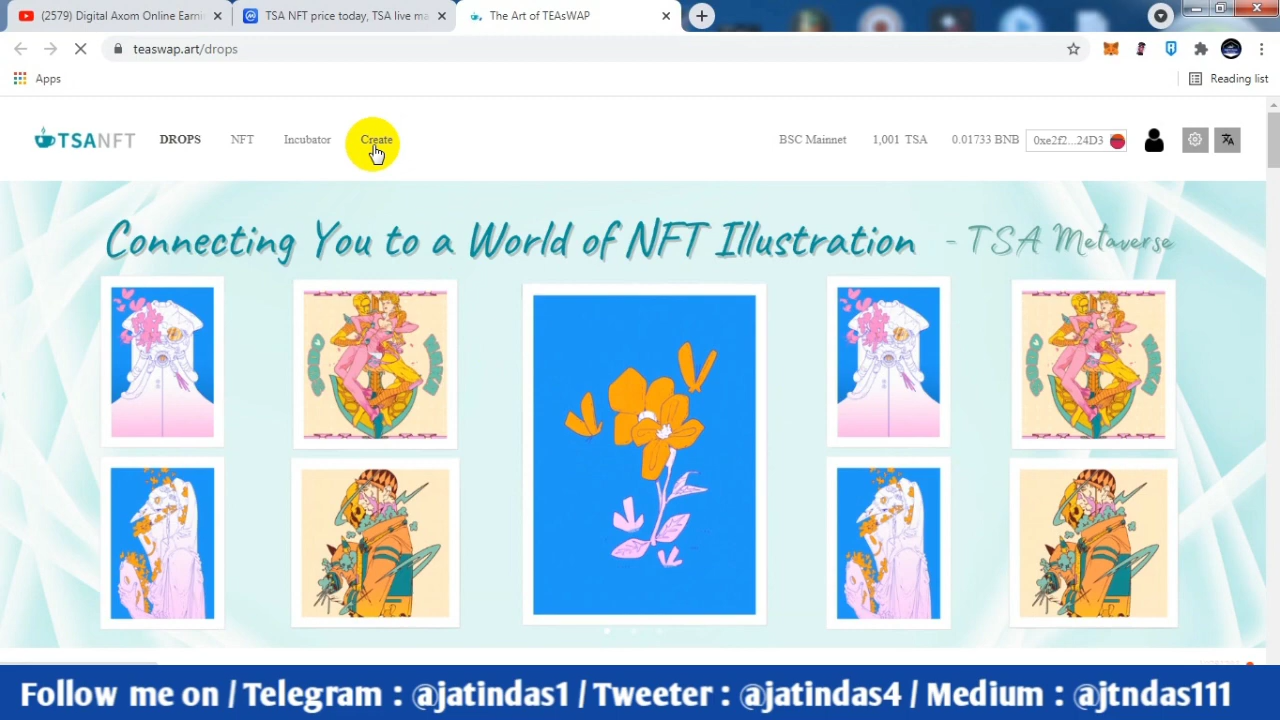 (2579) Digital Axom Online Earni
TSA NFT price today, TSA live ma
The Art of TEAsWAP
teaswap.art/drops
Apps
Reading list
TSANFT
DROPS
NFT
Incubator
Create
BSC Mainnet
1,001 TSA
0.01733 BNB
0xe2f2...24D3
Connecting You to a World of NFT Illustration - TSA Metaverse
Follow me on / Telegram : @jatindas1 / Tweeter : @jatindas4 / Medium : @jtndas111